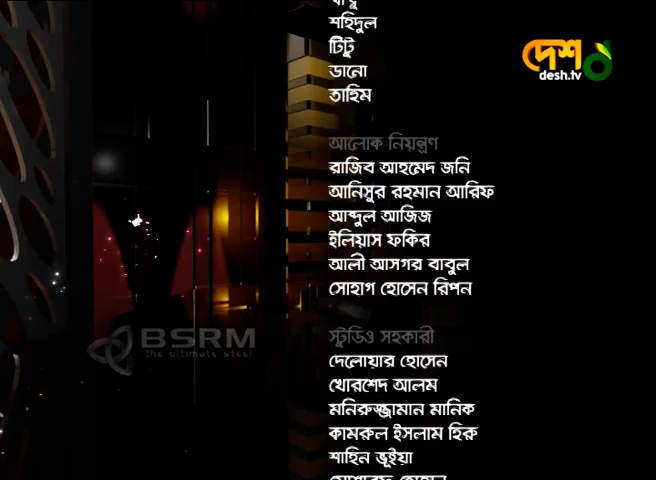 শহিদুল
টিটু
ডানো
তাহিম
দেশ
desh.tv
আলোক নিয়ন্ত্রণ
রাজিব আহমেদ জনি
আনিসুর রহমান আরিফ
আব্দুল আজিজ
ইলিয়াস ফকির
আলী আসগর বাবুল
সোহাগ হোসেন রিপন
স্টুডিও সহকারী
দেলোয়ার হোসেন
খোরশেদ আলম
মনিরুজ্জামান মানিক
কামরুল ইসলাম হিরু
শাহিন ভূইয়া
BSRM
the ultimate steel